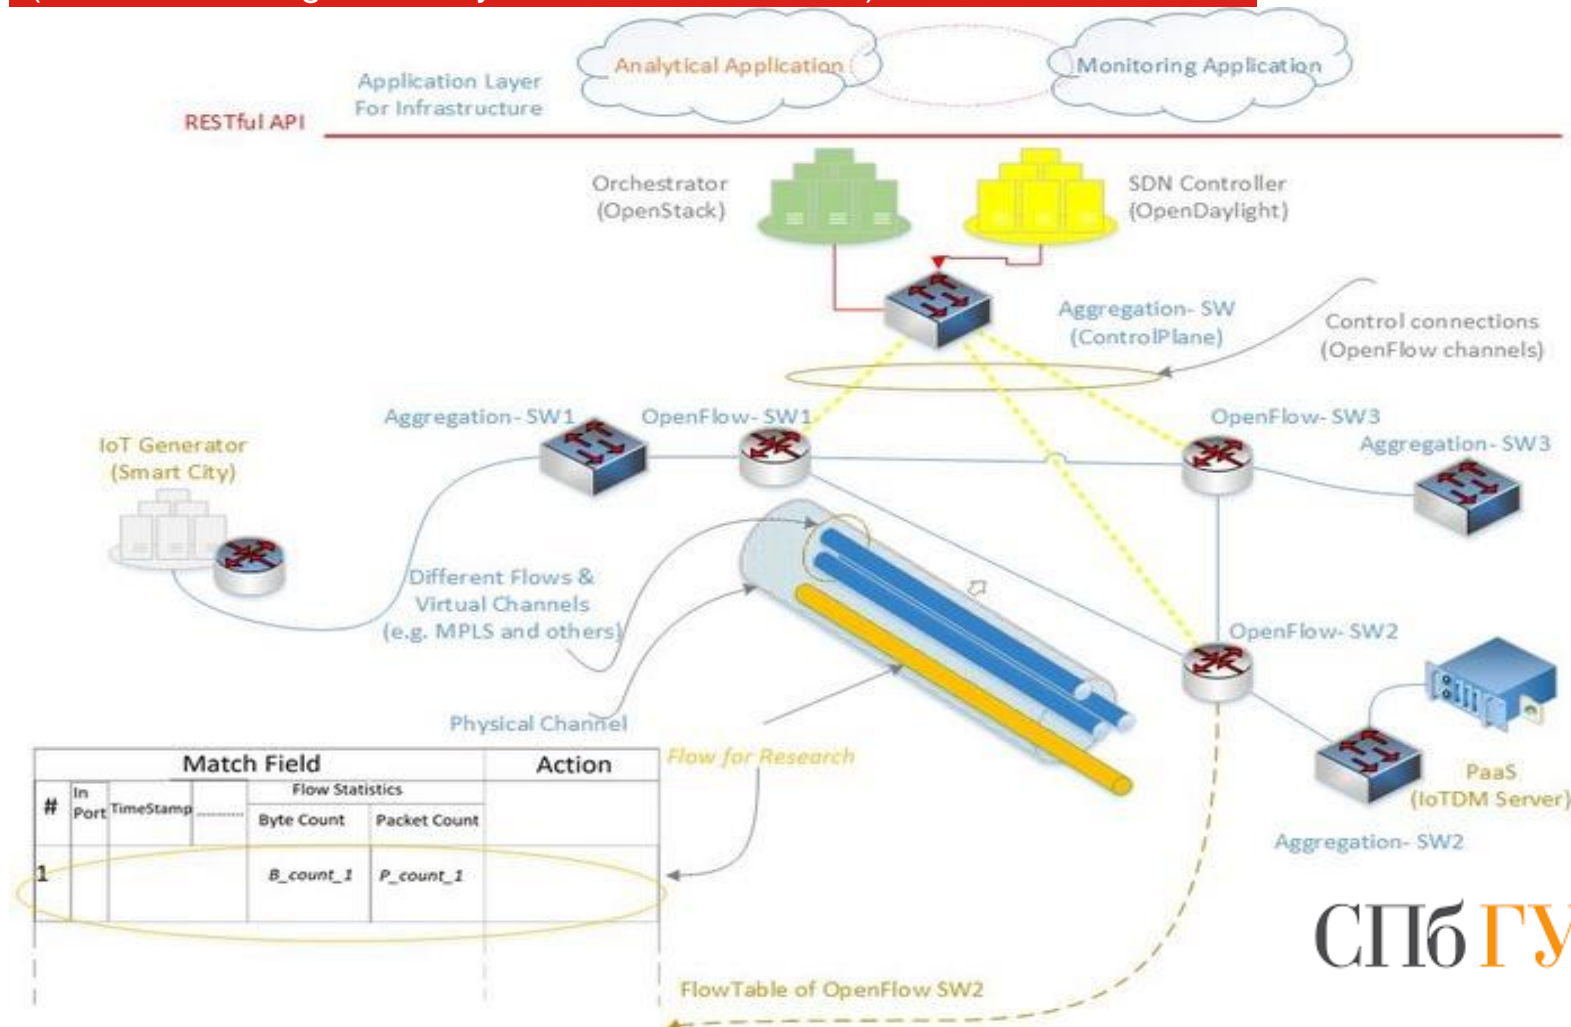 Analytical Application
Monitoring Application
Application Layer
For Infrastructure
RESTful API
Orchestrator
(OpenStack)
SDN Controller
(OpenDaylight)
Aggregation- SW
(ControlPlane)
Control connections
(OpenFlow channels)
Aggregation- SW1
OpenFlow- SW1
OpenFlow- SW3
Aggregation- SW3
IoT Generator
(Smart City)
Different Flows &
Virtual Channels
(e.g. MPLS and others)
OpenFlow- SW2
Physical Channel
Flow for Research
PaaS
(IoTDM Server)
Aggregation- SW2
Match Field
Action
#
In
Port
TimeStamp
..........
Flow Statistics
Byte Count
Packet Count
1
B_count_1
P_count_1
FlowTable of OpenFlow SW2
СПбГУ